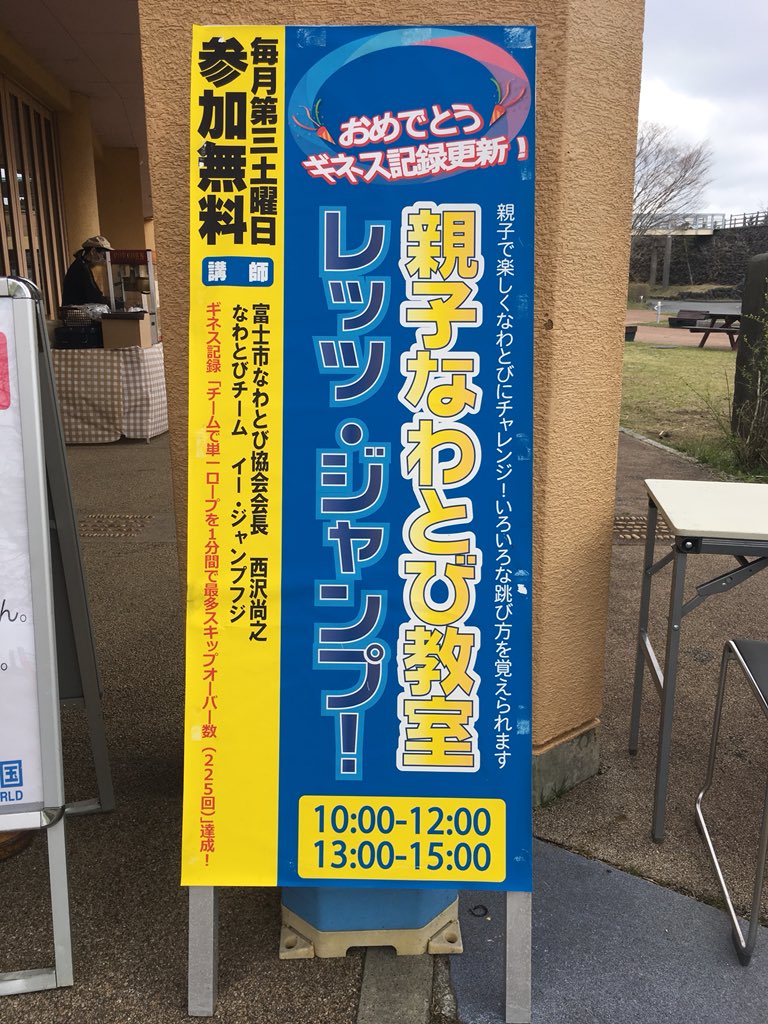 おめでとう
ギネス記録更新！
親子で楽しくなわとびにチャレンジ！いろいろな跳び方を覚えられます
親子なわとび教室
レッツ・ジャンプ！
10:00-12:00
13:00-15:00
毎月第三土曜日
参加無料
講師
富士市なわとび協会会長 西沢尚之
なわとびチーム イー・ジャンプフジ
ギネス記録「チームで単一ロープを1分間で最多スキップオーバー数（225回）」達成！
ん。
。
国
RLD